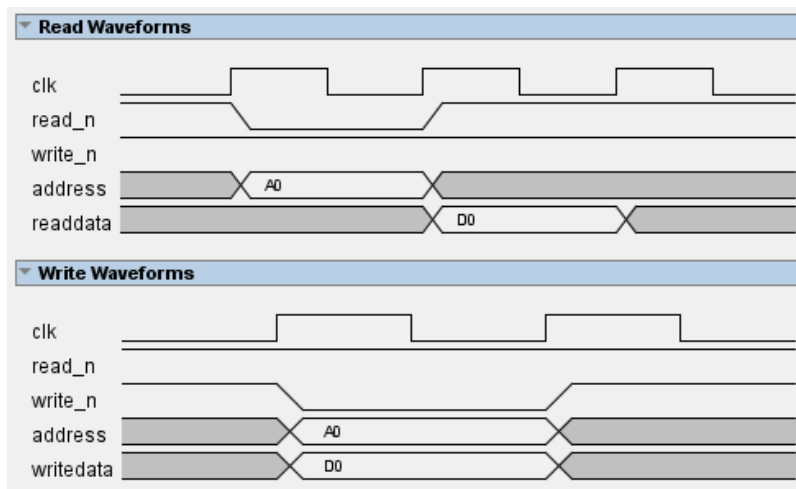 Read Waveforms
clk
read_n
write_n
address A0
readdata D0
Write Waveforms
clk
read_n
write_n
address A0
writedata D0